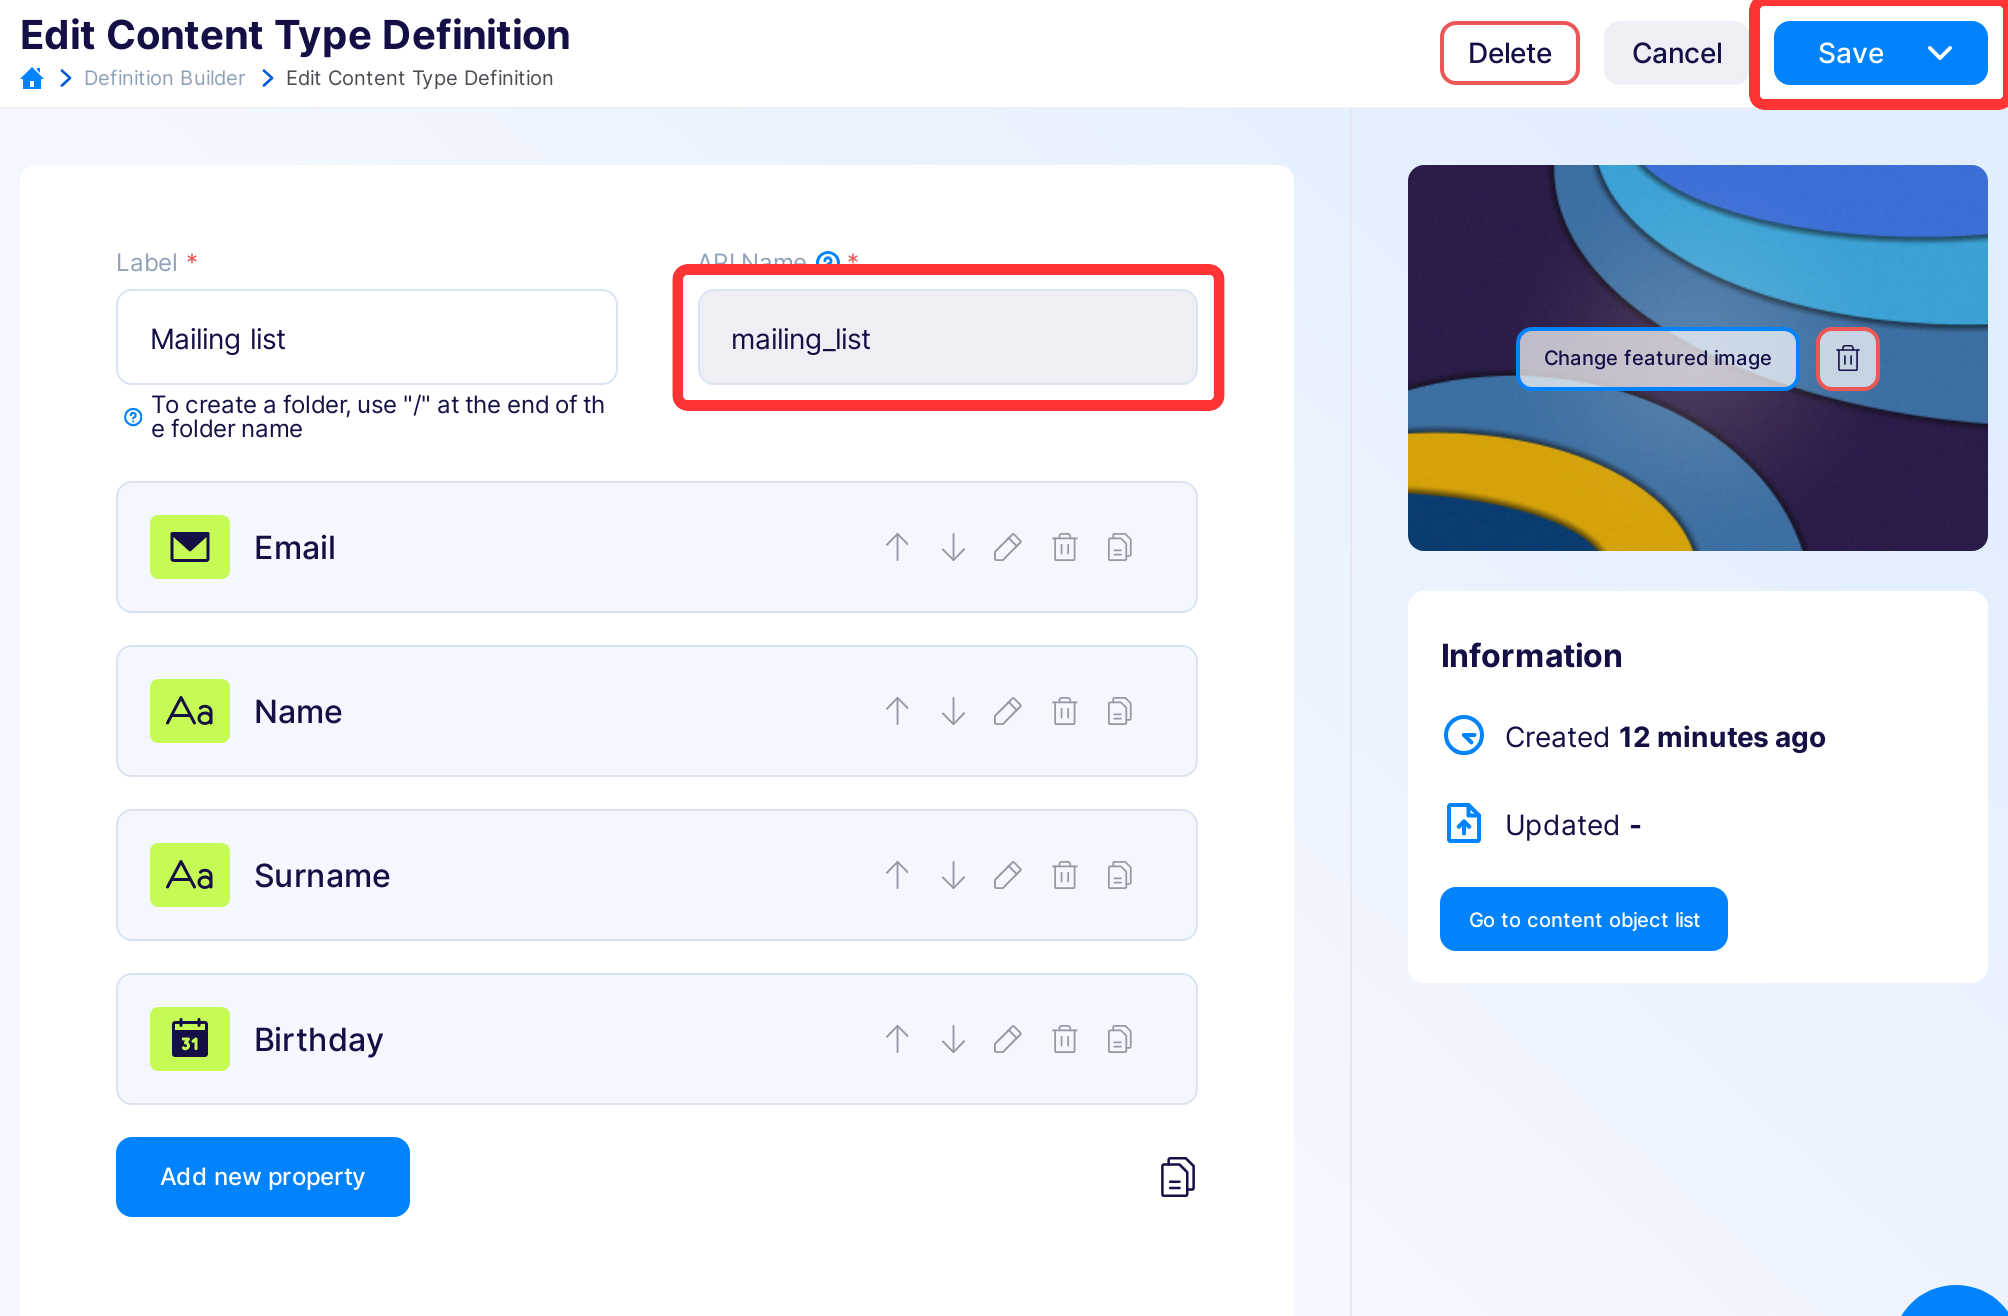 Edit Content Type Definition
Definition Builder
Edit Content Type Definition
Delete
Cancel
Save
Label *
API Name *
Mailing list
mailing_list
To create a folder, use "/" at the end of th
e folder name
Email
Name
Surname
31
Birthday
Add new property
Change featured image
Information
Created 12 minutes ago
Updated -
Go to content object list